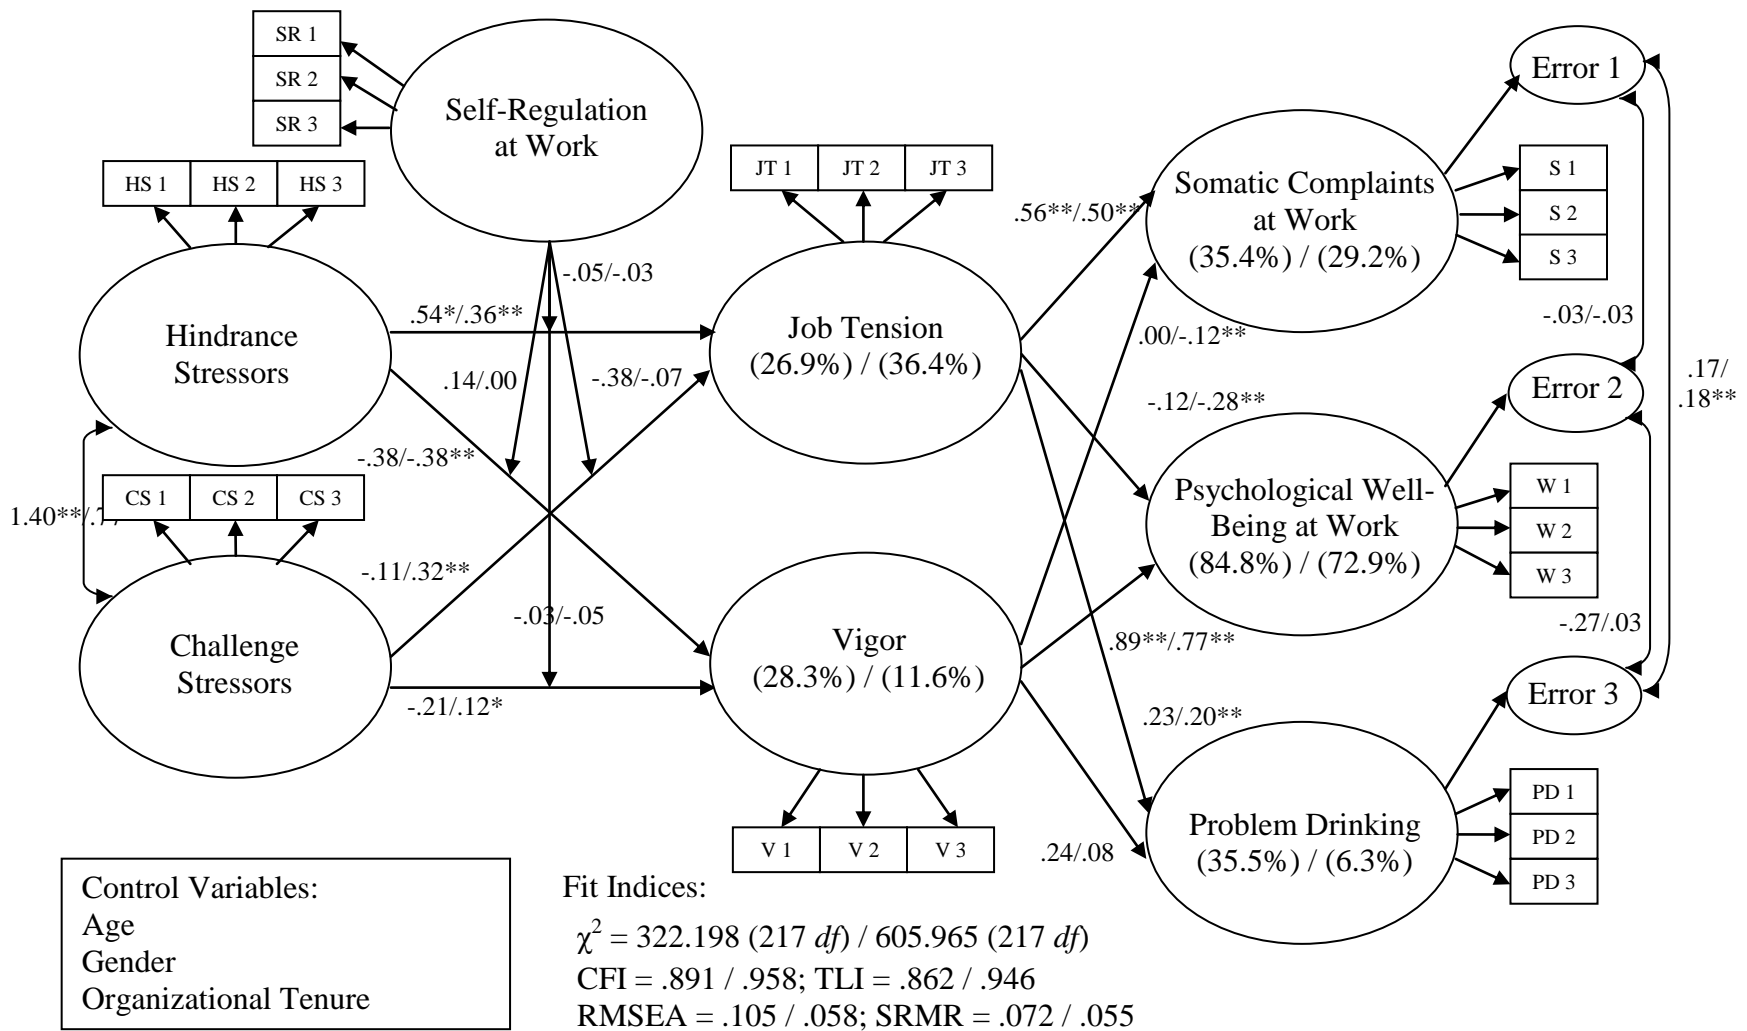 SR 1
SR 2
SR 3
Self-Regulation
at Work
HS 1
HS 2
HS 3
Hindrance
Stressors
CS 1
CS 2
CS 3
Challenge
Stressors
1.40**/.77
-.05/-.03
.54*/.36**
.14/.00
-.38/-.07
-.38/-.38**
-.11/.32**
-.03/-.05
-.21/.12*
JT 1
JT 2
JT 3
Job Tension
(26.9%) / (36.4%)
Vigor
(28.3%) / (11.6%)
V 1
V 2
V 3
.56**/.50**
.00/-.12**
-.12/-.28**
.89**/.77**
.23/.20**
.24/.08
Somatic Complaints
at Work
(35.4%) / (29.2%)
S 1
S 2
S 3
Psychological Well-
Being at Work
(84.8%) / (72.9%)
W 1
W 2
W 3
Problem Drinking
(35.5%) / (6.3%)
PD 1
PD 2
PD 3
Error 1
Error 2
Error 3
-.03/-.03
.17/
.18**
-.27/.03
Control Variables:
Age
Gender
Organizational Tenure
Fit Indices:
χ² = 322.198 (217 df) / 605.965 (217 df)
CFI = .891 / .958; TLI = .862 / .946
RMSEA = .105 / .058; SRMR = .072 / .055